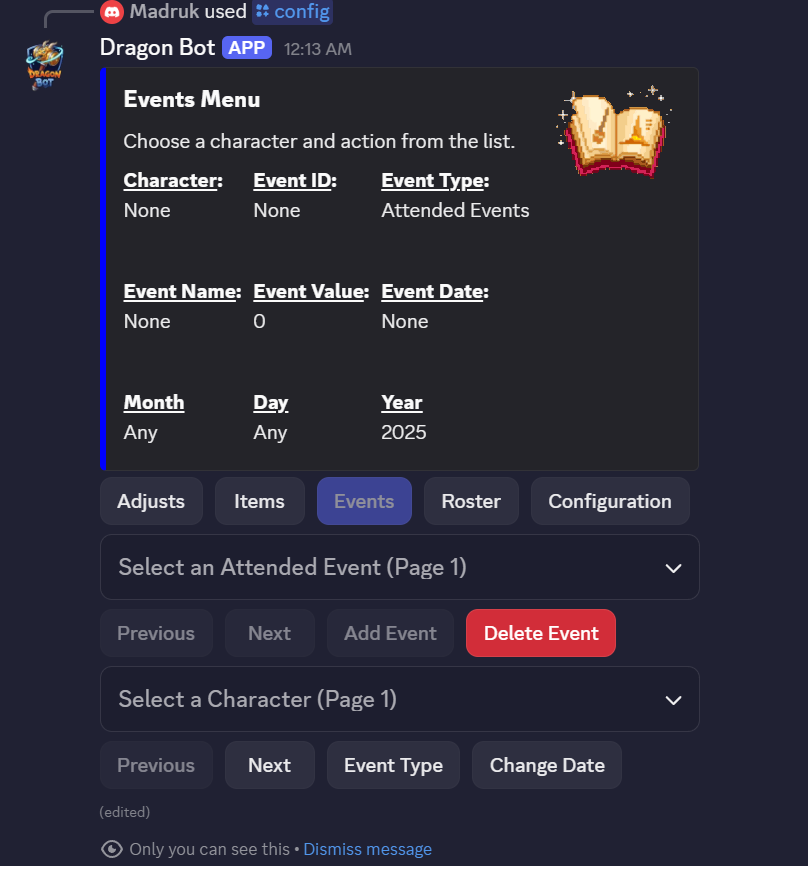 Madruk used config
Dragon Bot APP 12:13 AM
DRAGON
BOT
Events Menu
Choose a character and action from the list.
Character: Event ID: Event Type:
None None Attended Events
Event Name: Event Value: Event Date:
None 0 None
Month Day Year
Any Any 2025
Adjusts Items Events Roster Configuration
Select an Attended Event (Page 1)
Previous Next Add Event Delete Event
Select a Character (Page 1)
Previous Next Event Type Change Date
(edited)
Only you can see this • Dismiss message